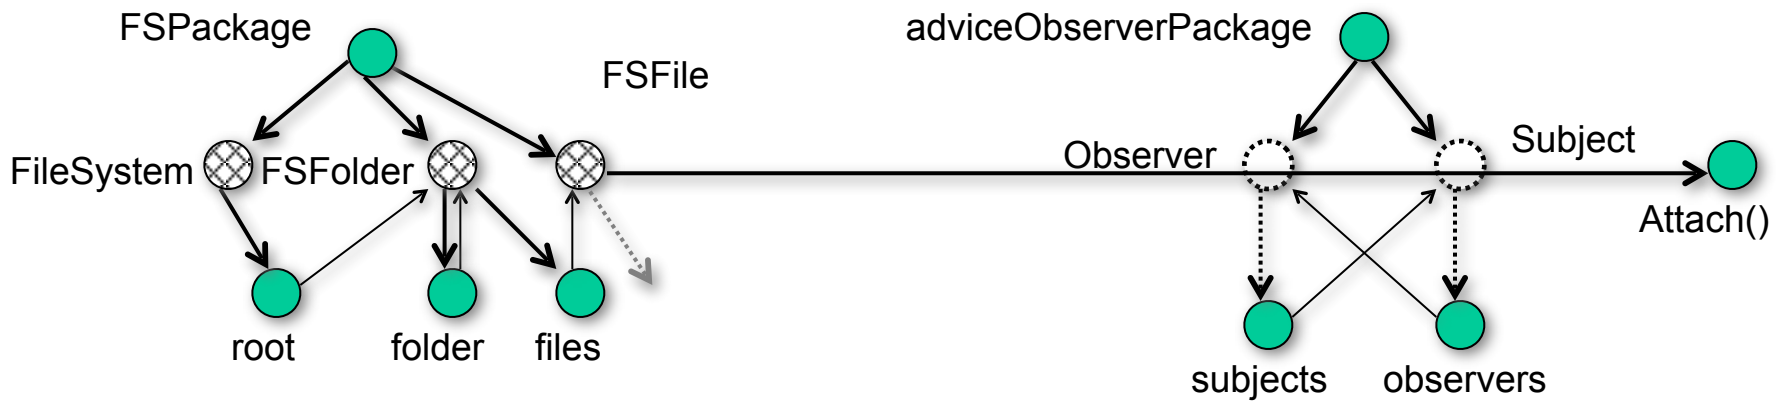 FSPackage
adviceObserverPackage
FSFile
FileSystem
FSFolder
Observer
Subject
Attach()
root
folder
files
subjects
observers